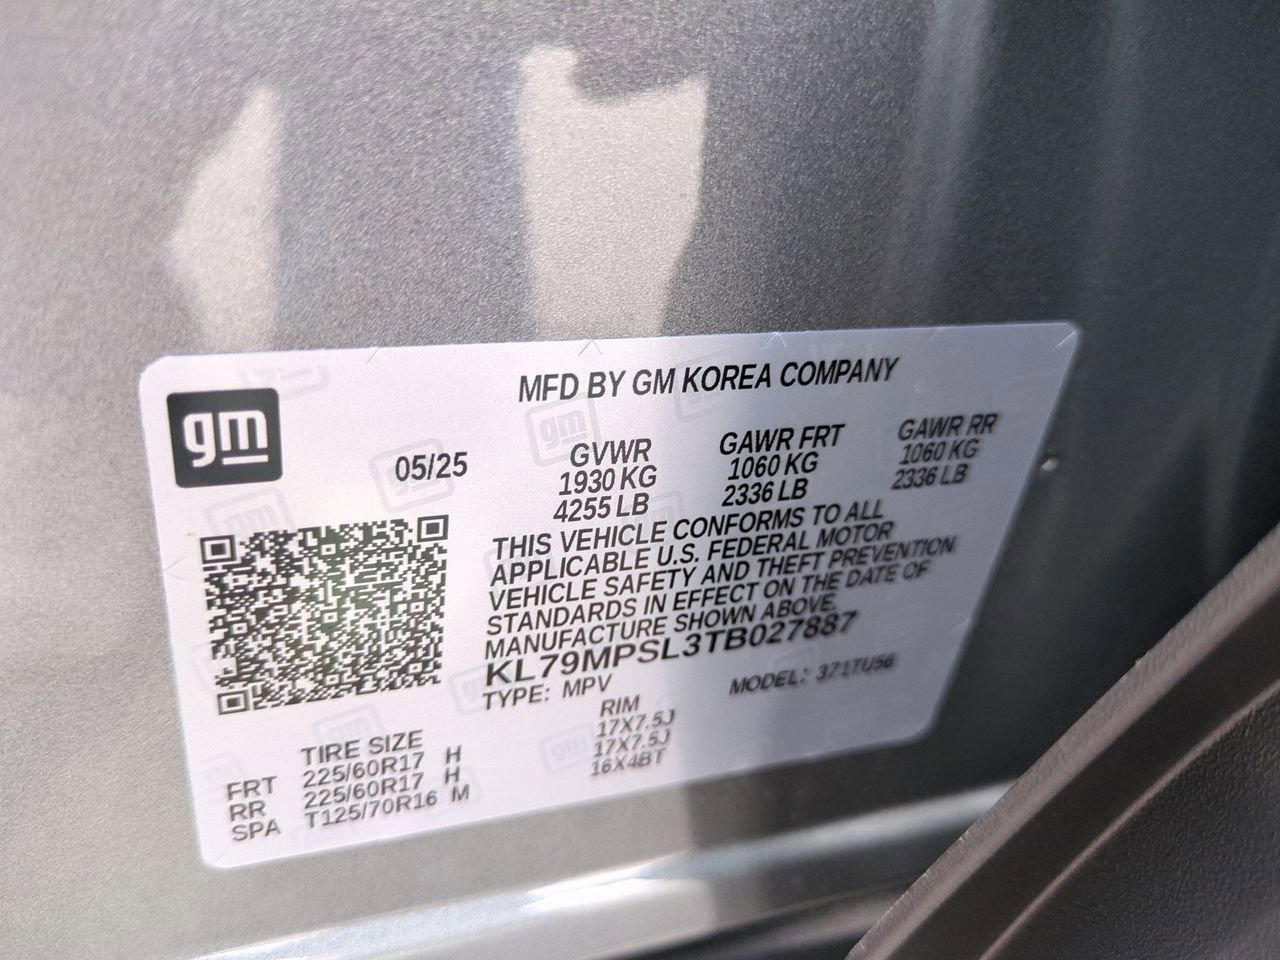 gm
MFD BY GM KOREA COMPANY
05/25 GVWR GAWR FRT GAWR RR
1930 KG 1060 KG 1060 KG
4255 LB 2336 LB 2336 LB
THIS VEHICLE CONFORMS TO ALL
APPLICABLE U.S. FEDERAL MOTOR
VEHICLE SAFETY AND THEFT PREVENTION
STANDARDS IN EFFECT ON THE DATE OF
MANUFACTURE SHOWN ABOVE.
KL79MPSL3TB027887
TYPE: MPV MODEL: 371TU56
TIRE SIZE RIM
FRT 225/60R17 H 17X7.5J
RR 225/60R17 H 17X7.5J
SPA T125/70R16 M 16X4BT